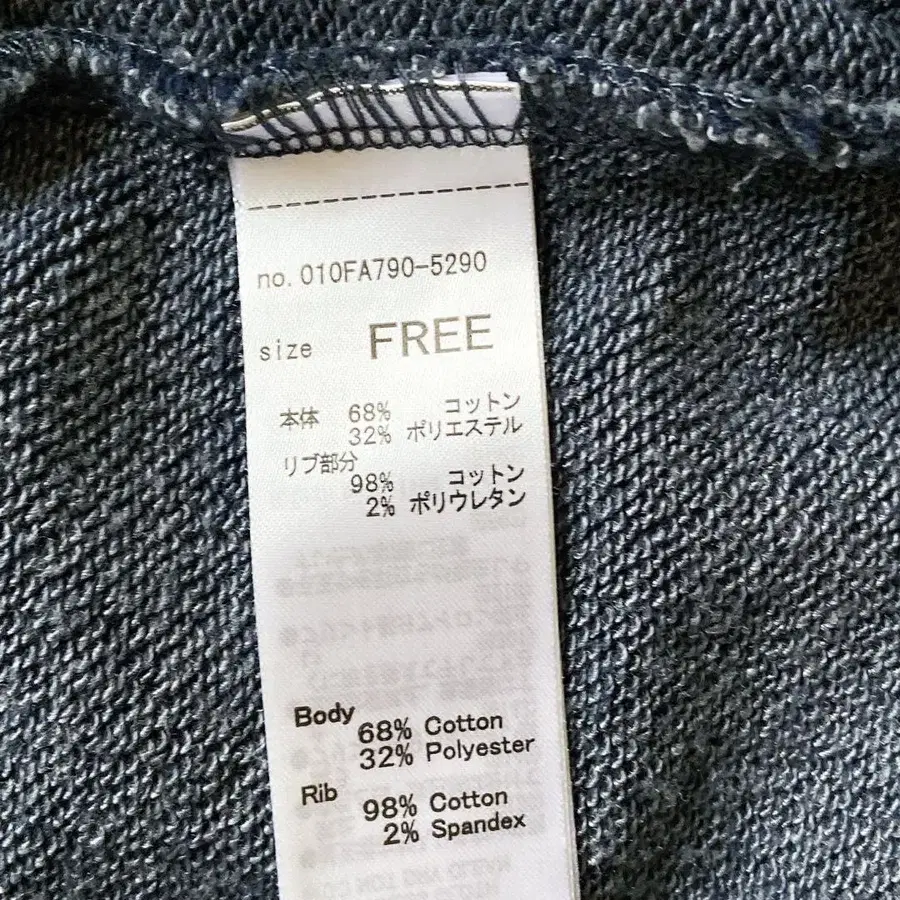 no.010FA790-5290
size FREE
本体 68% コットン
32% ポリエステル
リブ部分
98% コットン
2% ポリウレタン
Body
68% Cotton
32% Polyester
Rib
98% Cotton
2% Spandex